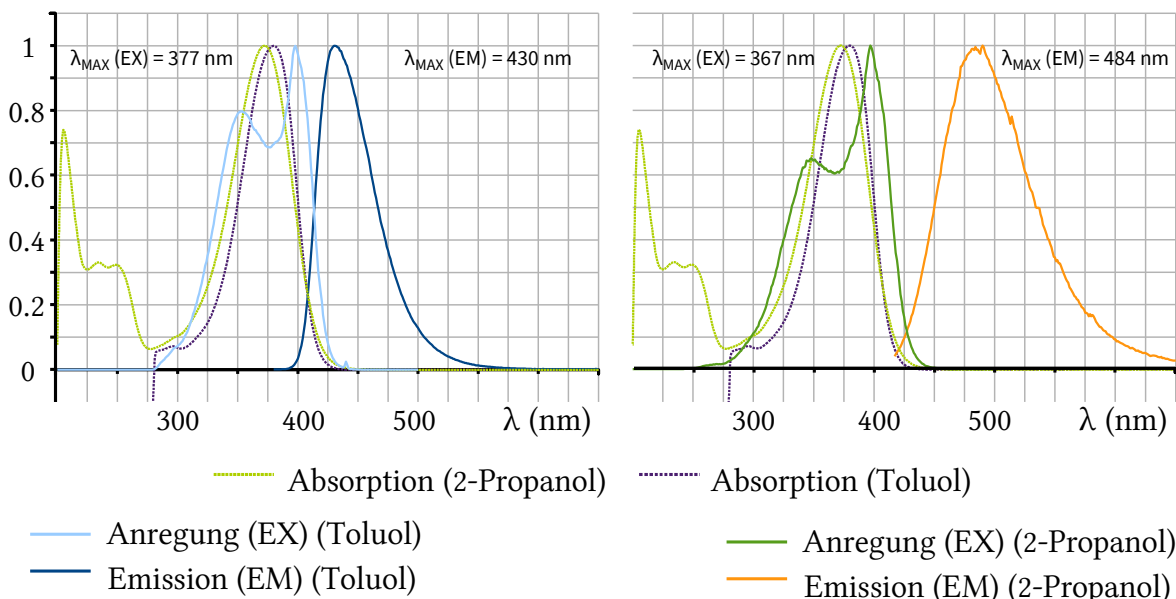 λMAX (EX) = 377 nm
λMAX (EM) = 430 nm
1
0.8
0.6
0.4
0.2
0
300
400
500
λ (nm)
λMAX (EX) = 367 nm
λMAX (EM) = 484 nm
300
400
500
λ (nm)
Absorption (2-Propanol)
Absorption (Toluol)
Anregung (EX) (Toluol)
Emission (EM) (Toluol)
Anregung (EX) (2-Propanol)
Emission (EM) (2-Propanol)